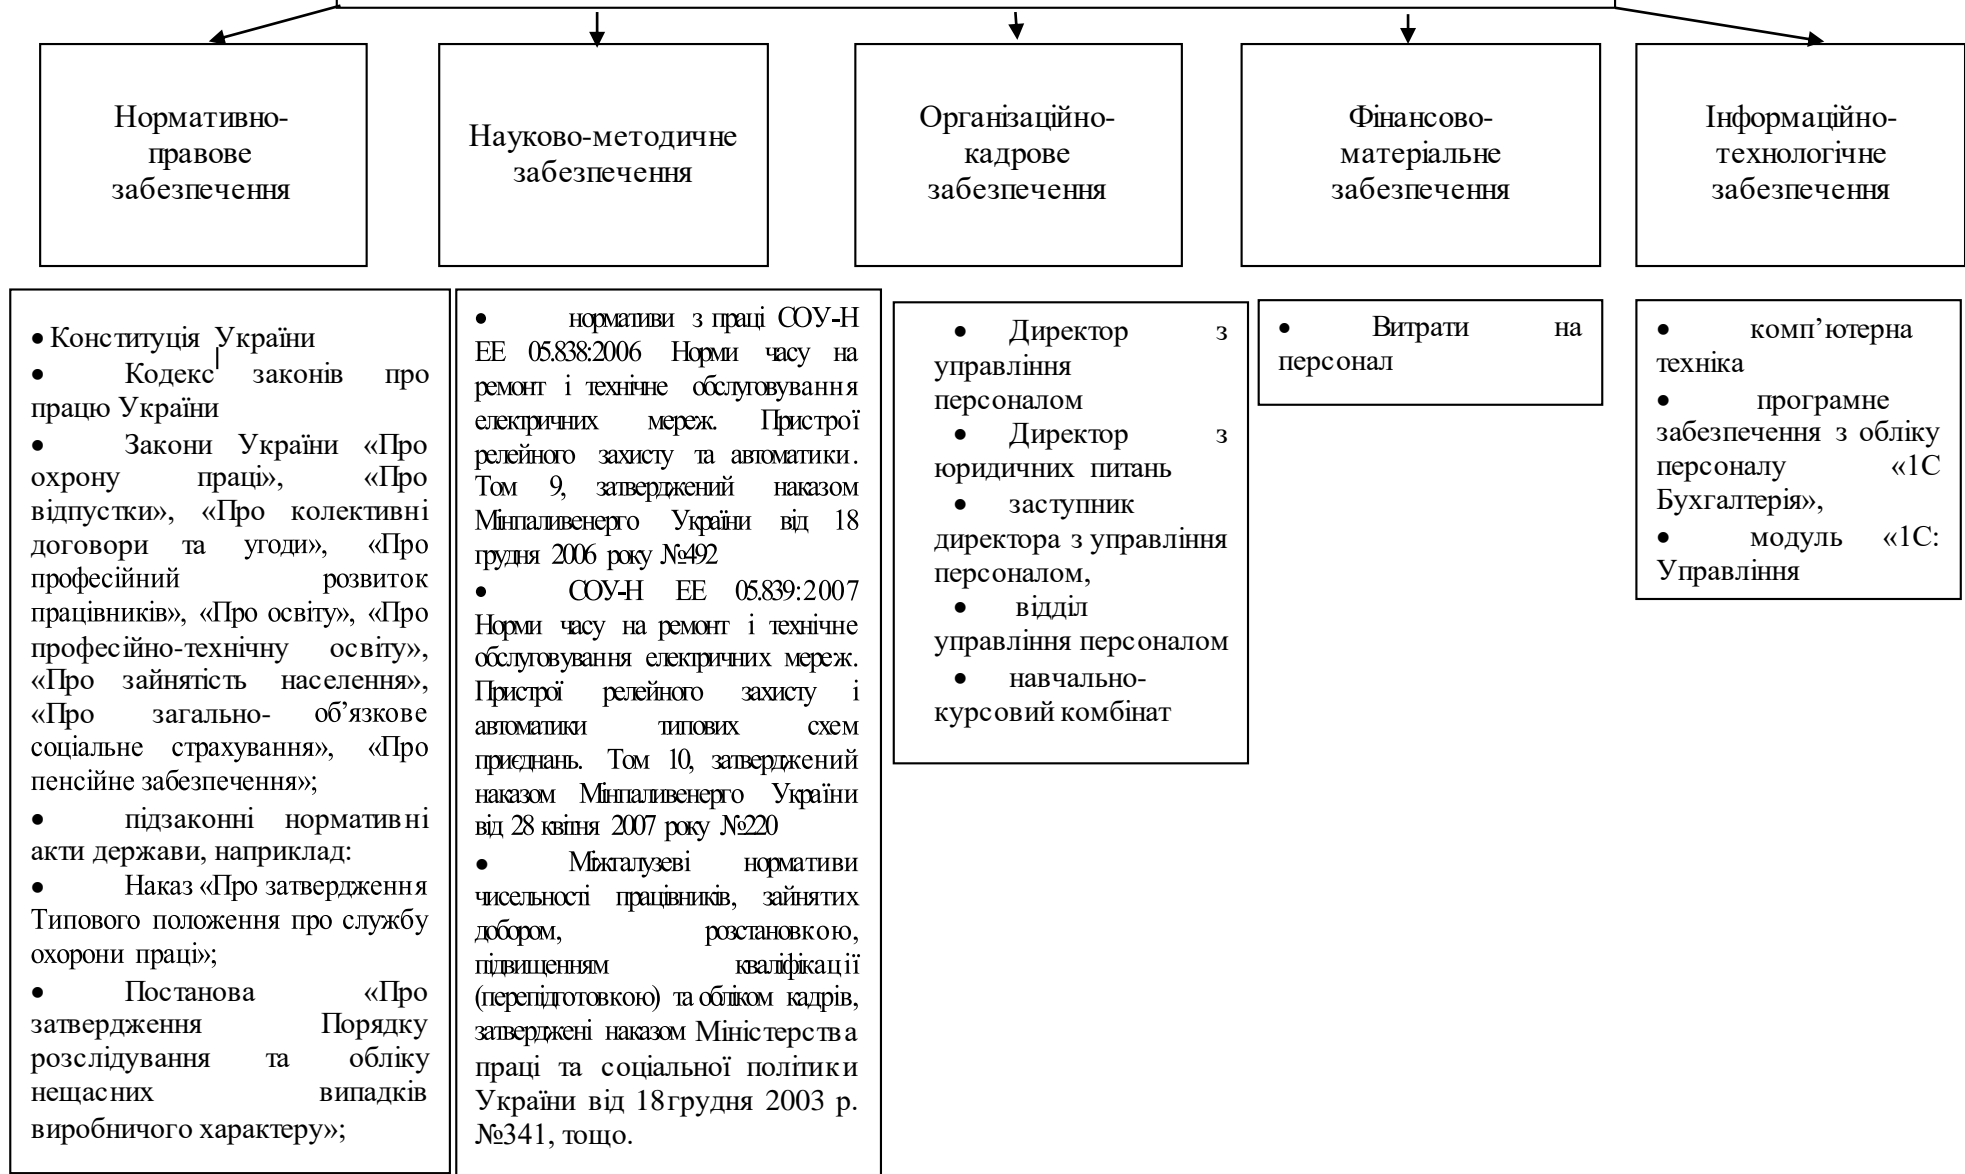 Нормативно-
правове
забезпечення
Науково-методичне
забезпечення
Організаційно-
кадрове
забезпечення
Фінансово-
матеріальне
забезпечення
Інформаційно-
технологічне
забезпечення
• Конституція України
• Кодекс законів про
працю України
• Закони України «Про
охрону праці», «Про
відпустки», «Про колективні
договори та угоди», «Про
професійний розвиток
працівників», «Про освіту», «Про
професійно-технічну освіту»,
«Про зайнятість населення»,
«Про загально- об’язкове
соціальне страхування», «Про
пенсійне забезпечення»;
• підзаконні нормативні
акти держави, наприклад:
• Наказ «Про затвердження
Типового положення про службу
охорони праці»;
• Постанова «Про
затвердження Порядку
розслідування та обліку
нещасних випадків
виробничого характеру»;
• нормативи з праці СОУ-Н
ЕЕ 05.838:2006 Норми часу на
ремонт і технічне обслуговування
електричних мереж. Пристрої
релейного захисту та автоматики.
Том 9, затверджений наказом
Мінпаливенерго України від 18
грудня 2006 року №492
• СОУ-Н ЕЕ 05.839:2007
Норми часу на ремонт і технічне
обслуговування електричних мереж.
Пристрої релейного захисту і
автоматики типових схем
приєднань. Том 10, затверджений
наказом Мінпаливенерго України
від 28 квітня 2007 року №220
• Міжгалузеві нормативи
чисельності працівників, зайнятих
добором, розстановкою,
підвищенням кваліфікації
(перепідготовкою) та обліком кадрів,
затверджені наказом Міністерства
праці та соціальної політики
України від 18 грудня 2003 р.
№341, тощо.
• Директор з
управління
персоналом
• Директор з
юридичних питань
• заступник
директора з управління
персоналом,
• відділ
управління персоналом
• навчально-
курсовий комбінат
• Витрати на
персонал
• комп’ютерна
техніка
• програмне
забезпечення з обліку
персоналу «1С
Бухгалтерія»,
• модуль «1С:
Управління